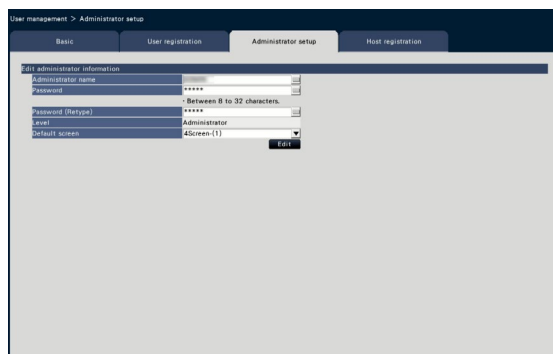 User management > Administrator setup
Basic
User registration
Administrator setup
Host registration
Edit administrator information
Administrator name
Password
*****
· Between 8 to 32 characters.
Password (Retype)
*****
Level
Administrator
Default screen
4Screen-(1)
Edit